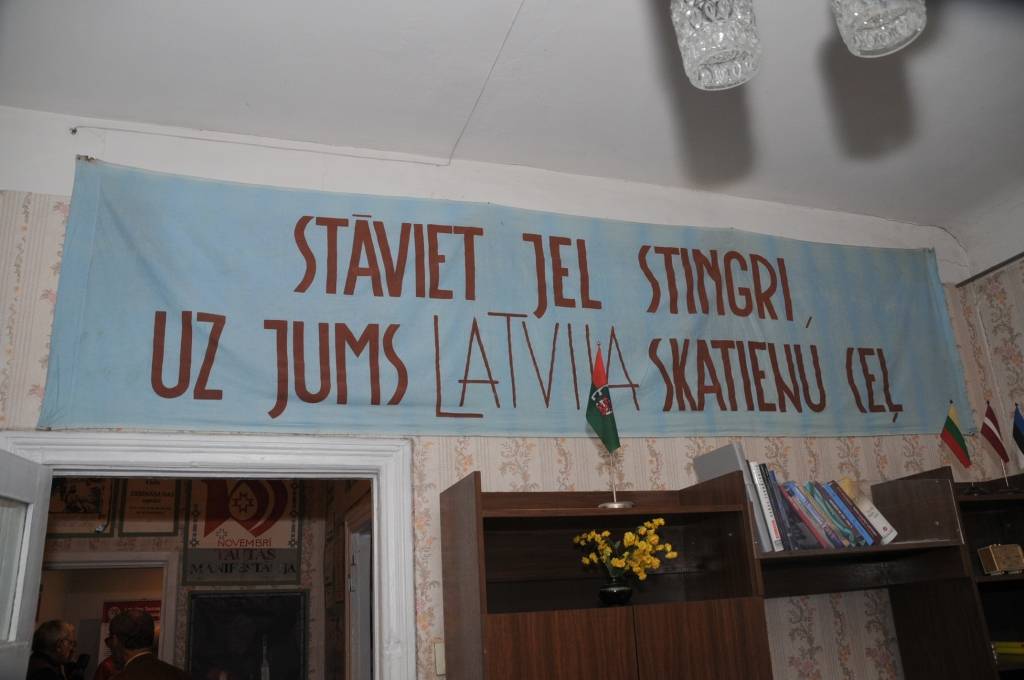 STĀVIET JEL STINGRI,
UZ JUMS LATVIJA SKATIENU CEĻ
NOVEMBRĪ
TAUTAS
MANIFESTĀCIJA